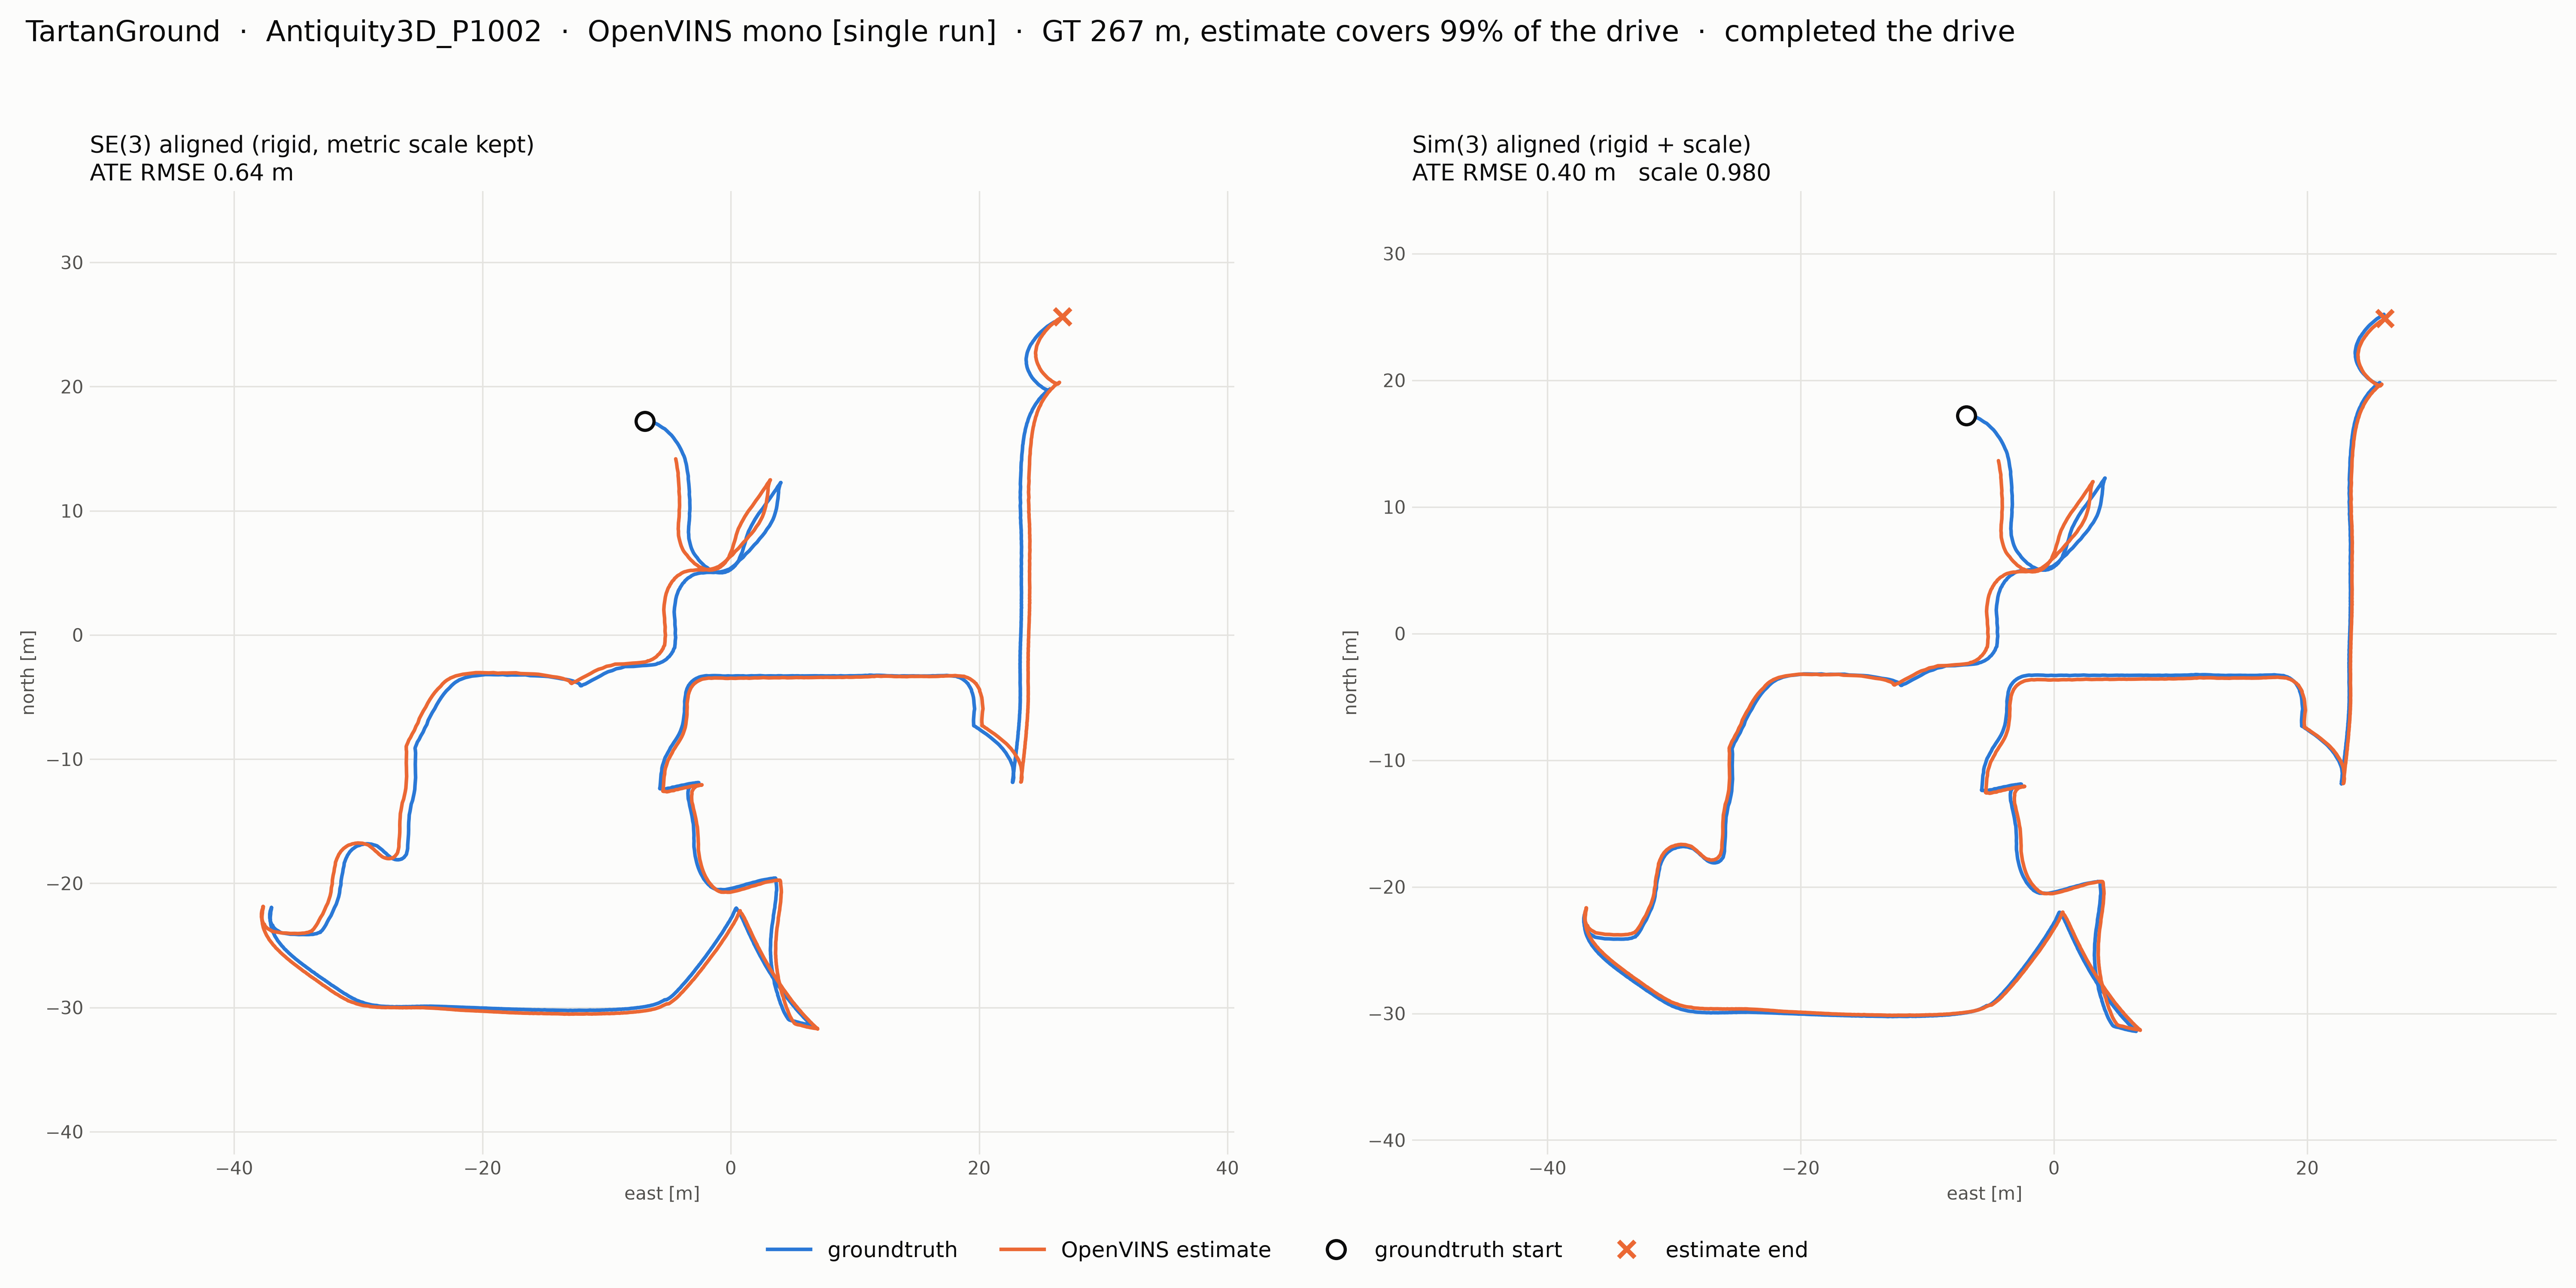 TartanGround · Antiquity3D_P1002 · OpenVINS mono [single run] · GT 267 m, estimate covers 99% of the drive · completed the drive
SE(3) aligned (rigid, metric scale kept)
ATE RMSE 0.64 m
30
20
10
0
−10
−20
−30
−40
north [m]
−40
−20
0
20
40
east [m]
Sim(3) aligned (rigid + scale)
ATE RMSE 0.40 m scale 0.980
30
20
10
0
−10
−20
−30
−40
north [m]
−40
−20
0
20
east [m]
groundtruth
OpenVINS estimate
groundtruth start
estimate end